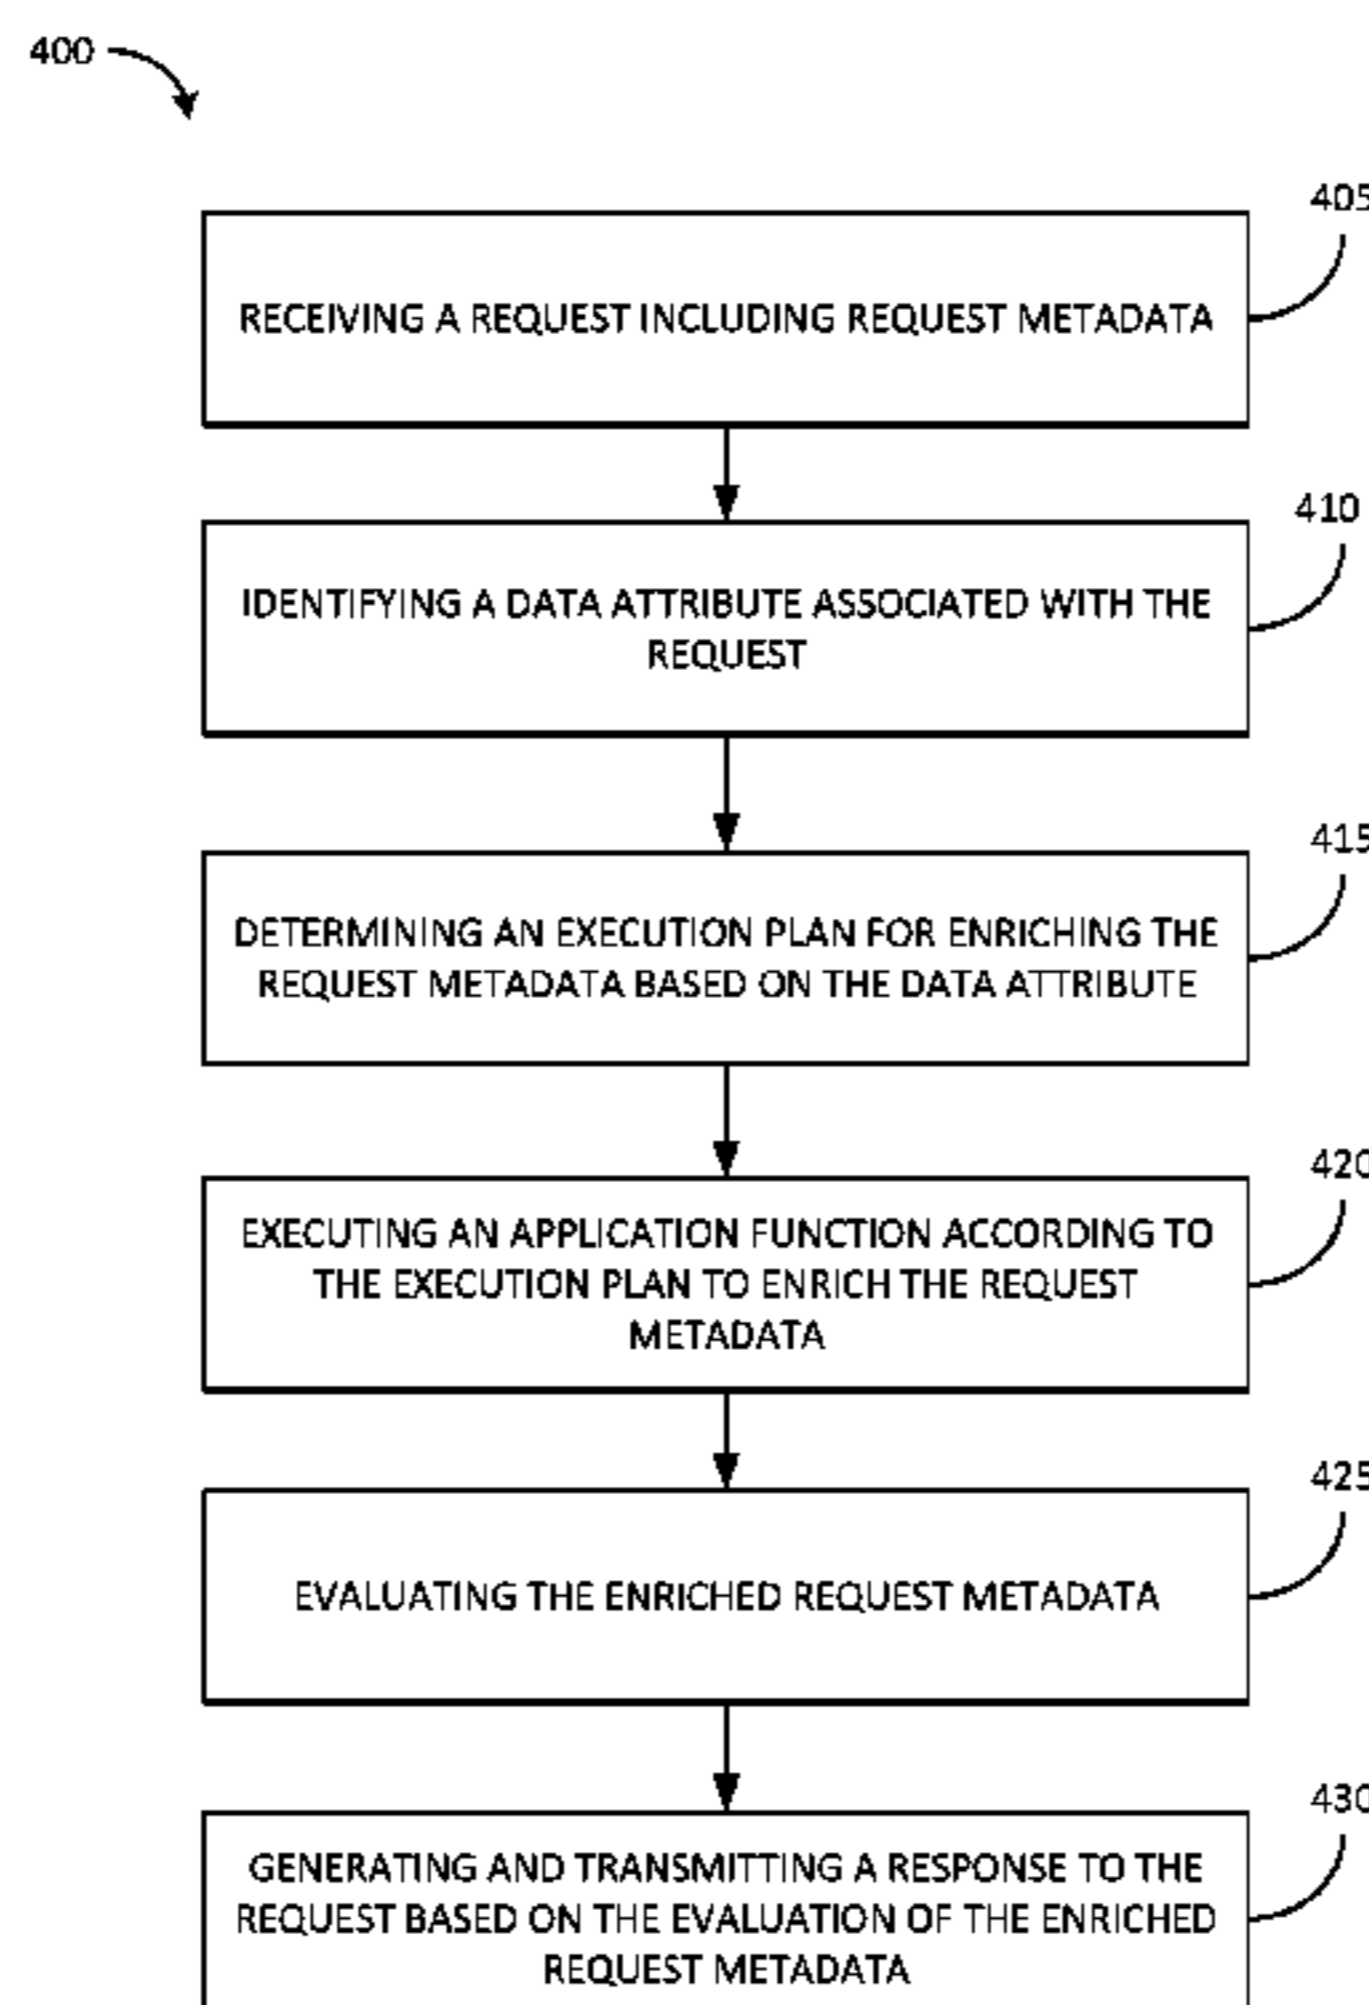 400
405
RECEIVING A REQUEST INCLUDING REQUEST METADATA
410
IDENTIFYING A DATA ATTRIBUTE ASSOCIATED WITH THE
REQUEST
415
DETERMINING AN EXECUTION PLAN FOR ENRICHING THE
REQUEST METADATA BASED ON THE DATA ATTRIBUTE
420
EXECUTING AN APPLICATION FUNCTION ACCORDING TO
THE EXECUTION PLAN TO ENRICH THE REQUEST
METADATA
425
EVALUATING THE ENRICHED REQUEST METADATA
430
GENERATING AND TRANSMITTING A RESPONSE TO THE
REQUEST BASED ON THE EVALUATION OF THE ENRICHED
REQUEST METADATA